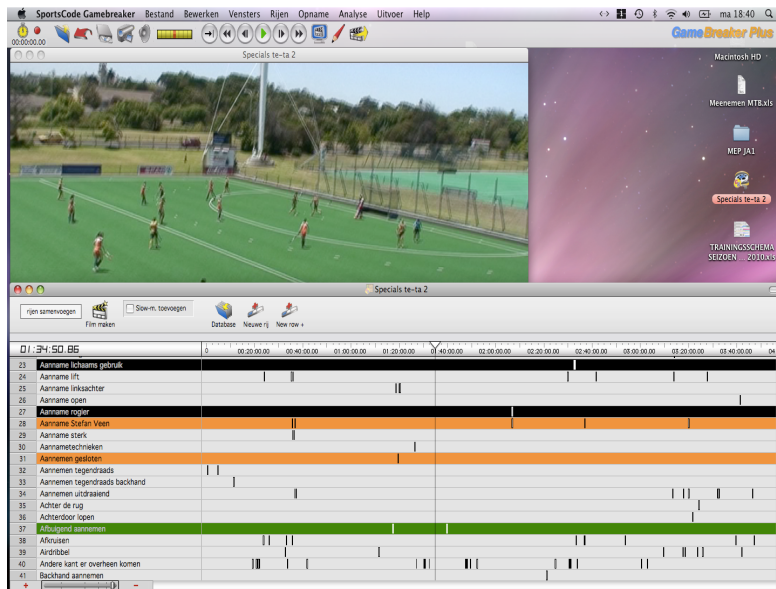 SportsCode Gamebreaker Bestand Bewerken Vensters Rijen Opname Analyse Uitvoer Help ma 18:40
00:00:00.00
GameBreaker Plus
Specials te-ta 2
Macintosh HD
Meenemen MTB.xls
MEP JA1
Specials te-ta 2
TRAININGSSCHEMA
SEIZOEN ... 2010.xls
Specials te-ta 2
rijen samenvoegen
Film maken
Slow-m. toevoegen
Database
Nieuwe rij
New row +
01:34:50.86
0 00:20:00.00 00:40:00.00 01:00:00.00 01:20:00.00 01:40:00.00 02:00:00.00 02:20:00.00 02:40:00.00 03:00:00.00 03:20:00.00 03:40:00.00 04
23 Aanname lichaams gebruik
24 Aanname lift
25 Aanname linksachter
26 Aanname open
27 Aanname rogier
28 Aanname Stefan Veen
29 Aanname sterk
30 Aannametechnieken
31 Aannemen gesloten
32 Aannemen tegendraads
33 Aannemen tegendraads backhand
34 Aannemen uitdraaiend
35 Achter de rug
36 Achterdoor lopen
37 Afbuigend aannemen
38 Afkruisen
39 Airdribbel
40 Andere kant er overheen komen
41 Backhand aannemen
+ -